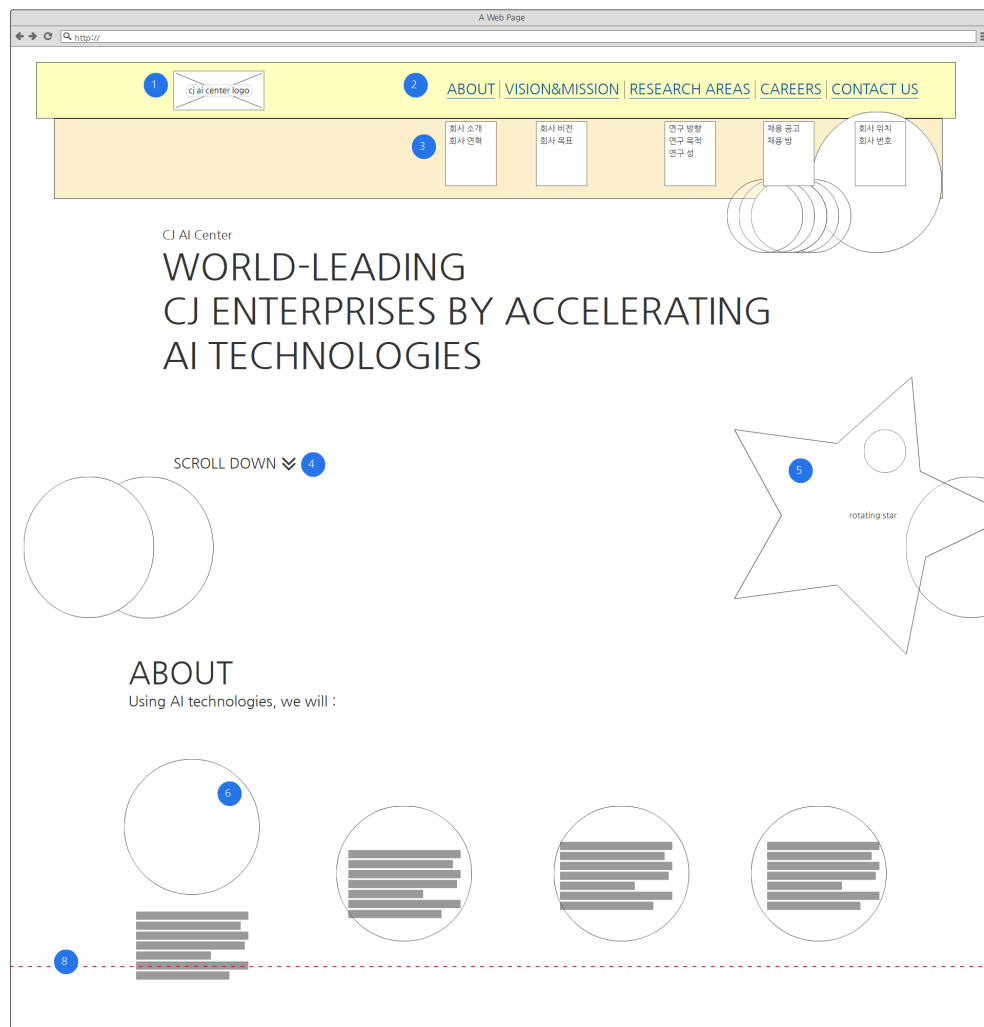 A Web Page
http://
1
cj ai center logo
2
ABOUT | VISION&MISSION | RESEARCH AREAS | CAREERS | CONTACT US
3
회사 소개
회사 연혁
회사 비전
회사 목표
연구 방향
연구 목적
연구 성
채용 공고
채용 방
회사 위치
회사 번호
CJ AI Center
WORLD-LEADING
CJ ENTERPRISES BY ACCELERATING
AI TECHNOLOGIES
SCROLL DOWN
4
5
rotating star
ABOUT
Using AI technologies, we will :
6
8